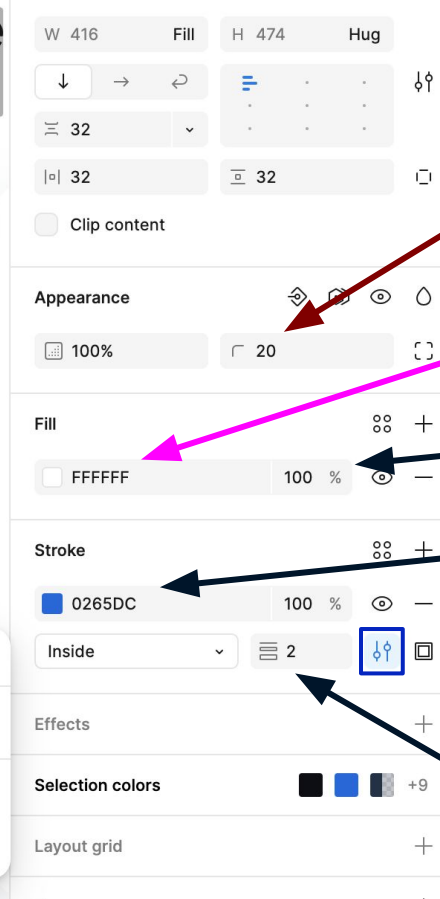 W 416 Fill H 474 Hug
32
32 32
Clip content
Appearance
100% 20
Fill
FFFFFF 100 %
Stroke
0265DC 100 %
Inside 2
Effects
Selection colors +9
Layout grid